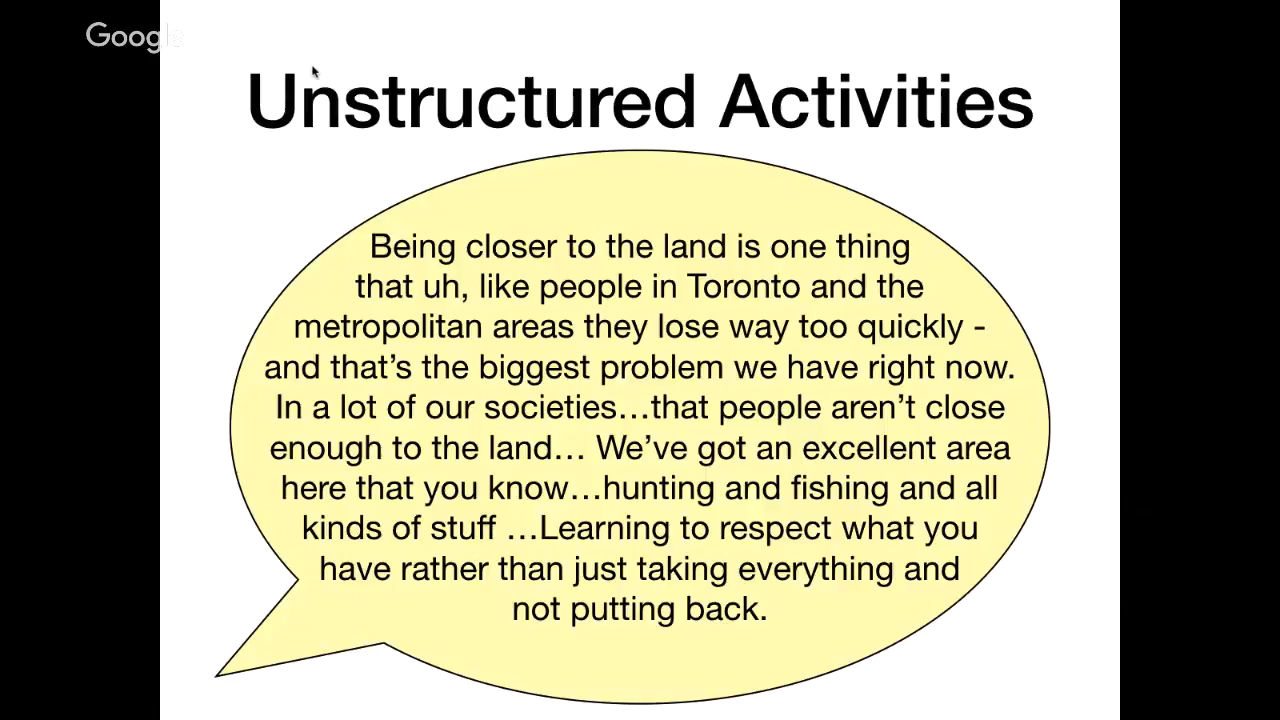 Google
Unstructured Activities
Being closer to the land is one thing
that uh, like people in Toronto and the
metropolitan areas they lose way too quickly -
and that’s the biggest problem we have right now.
In a lot of our societies…that people aren’t close
enough to the land… We’ve got an excellent area
here that you know…hunting and fishing and all
kinds of stuff …Learning to respect what you
have rather than just taking everything and
not putting back.